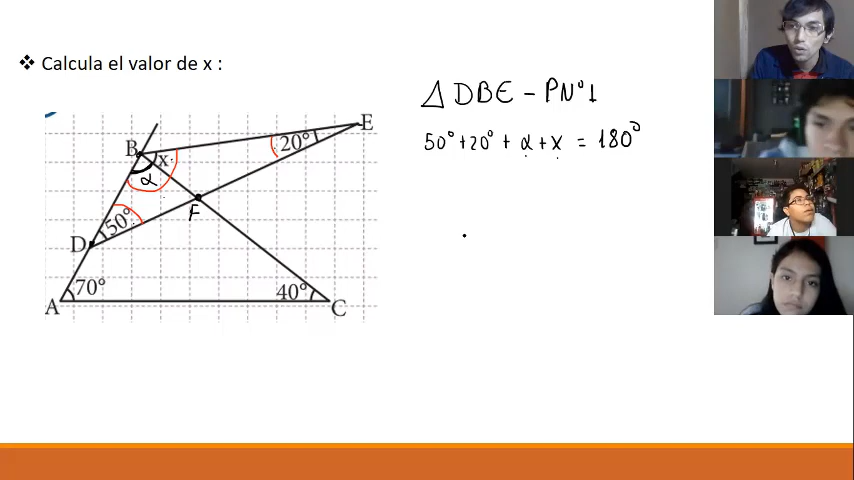 ❖ Calcula el valor de x :
△ DBE - PN°1
50° + 20° + α + x = 180°
E
B
x
20°
α
F
50°
D
70°
40°
A
C